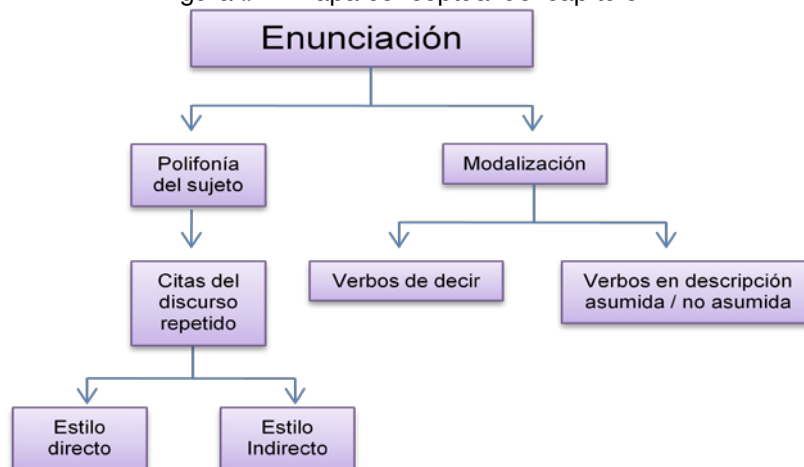 Enunciación
Polifonía
del sujeto
Modalización
Citas del
discurso
repetido
Verbos de decir
Verbos en descripción
asumida / no asumida
Estilo
directo
Estilo
Indirecto